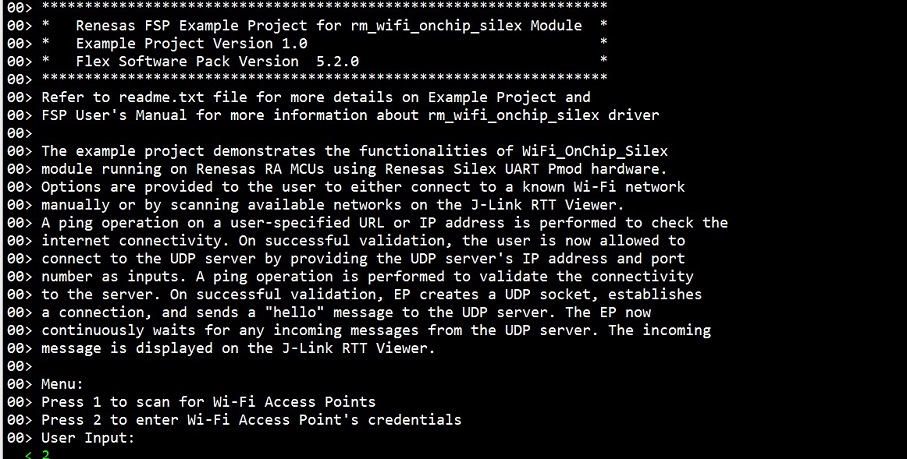 00> ******************************************************************
00> *   Renesas FSP Example Project for rm_wifi_onchip_silex Module  *
00> *   Example Project Version 1.0                                  *
00> *   Flex Software Pack Version  5.2.0                            *
00> ******************************************************************
00> Refer to readme.txt file for more details on Example Project and
00> FSP User's Manual for more information about rm_wifi_onchip_silex driver
00>
00> The example project demonstrates the functionalities of WiFi_OnChip_Silex
00> module running on Renesas RA MCUs using Renesas Silex UART Pmod hardware.
00> Options are provided to the user to either connect to a known Wi-Fi network
00> manually or by scanning available networks on the J-Link RTT Viewer.
00> A ping operation on a user-specified URL or IP address is performed to check the
00> internet connectivity. On successful validation, the user is now allowed to
00> connect to the UDP server by providing the UDP server's IP address and port
00> number as inputs. A ping operation is performed to validate the connectivity
00> to the server. On successful validation, EP creates a UDP socket, establishes
00> a connection, and sends a "hello" message to the UDP server. The EP now
00> continuously waits for any incoming messages from the UDP server. The incoming
00> message is displayed on the J-Link RTT Viewer.
00>
00> Menu:
00> Press 1 to scan for Wi-Fi Access Points
00> Press 2 to enter Wi-Fi Access Point's credentials
00> User Input:
< 2